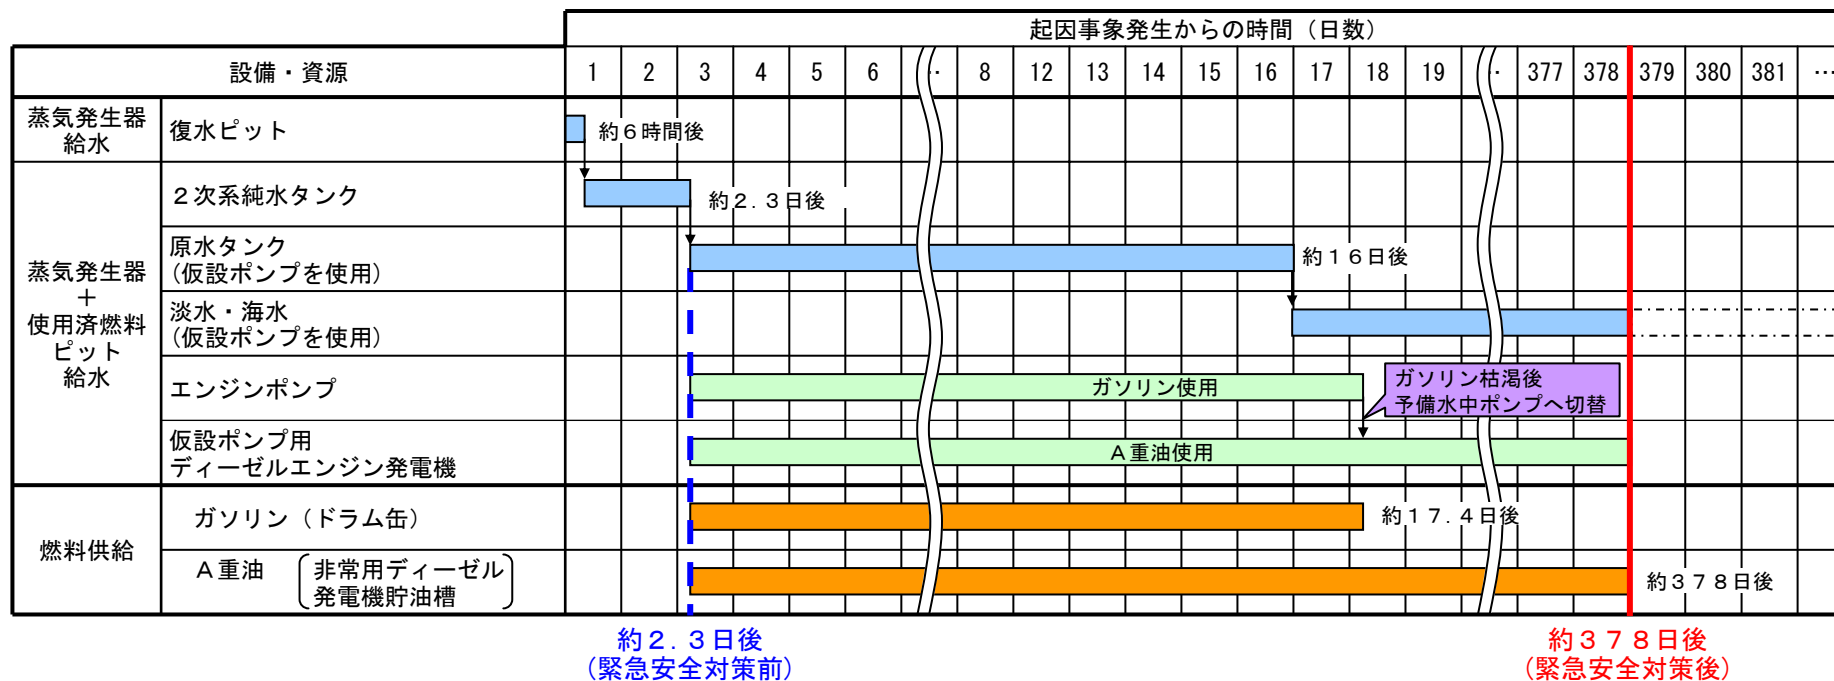 起因事象発生からの時間（日数）
設備・資源
1 2 3 4 5 6 ‥ 8 12 13 14 15 16 17 18 19 ‥ 377 378 379 380 381 …
蒸気発生器
給水
復水ピット
約６時間後
蒸気発生器
＋
使用済燃料
ピット
給水
２次系純水タンク
約２．３日後
原水タンク
(仮設ポンプを使用)
約１６日後
淡水・海水
(仮設ポンプを使用)
エンジンポンプ
ガソリン使用
ガソリン枯渇後
予備水中ポンプへ切替
仮設ポンプ用
ディーゼルエンジン発電機
Ａ重油使用
燃料供給
ガソリン（ドラム缶）
約１７．４日後
Ａ重油
非常用ディーゼル
発電機貯油槽
約３７８日後
約２．３日後
(緊急安全対策前)
約３７８日後
(緊急安全対策後)